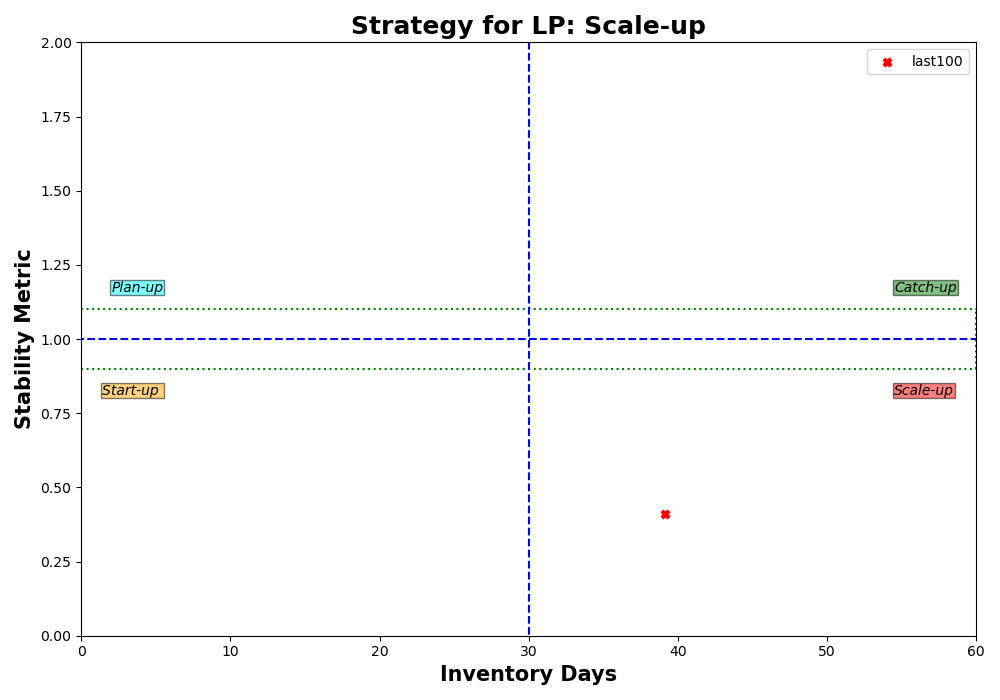 Strategy for LP: Scale-up
2.00
last100
1.75
1.50
1.25
Plan-up
Catch-up
1.00
Stability Metric
Start-up
Scale-up
0.75
0.50
0.25
0.00
0
10
20
30
40
50
60
Inventory Days